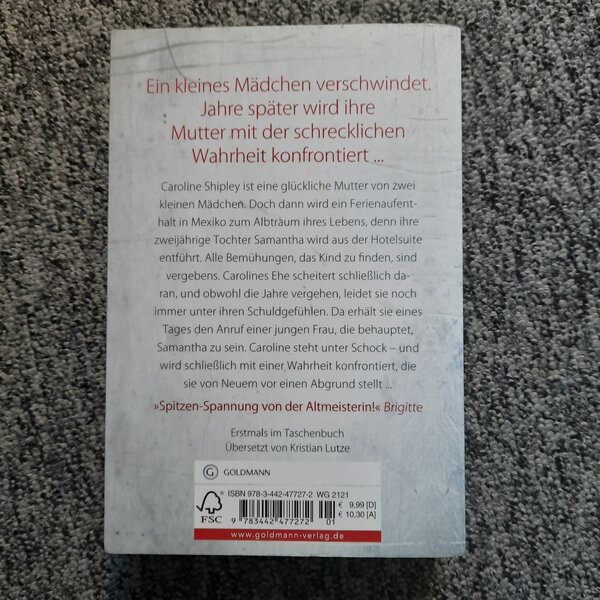 Ein kleines Mädchen verschwindet.
Jahre später wird ihre
Mutter mit der schrecklichen
Wahrheit konfrontiert ...
Caroline Shipley ist eine glückliche Mutter von zwei
kleinen Mädchen. Doch dann wird ein Ferienaufent-
halt in Mexiko zum Albtraum ihres Lebens, denn ihre
zweijährige Tochter Samantha wird aus der Hotelsuite
entführt. Alle Bemühungen, das Kind zu finden, sind
vergebens. Carolines Ehe scheitert schließlich da-
ran, und obwohl die Jahre vergehen, leidet sie noch
immer unter ihren Schuldgefühlen. Da erhält sie eines
Tages den Anruf einer jungen Frau, die behauptet,
Samantha zu sein. Caroline steht unter Schock – und
wird schließlich mit einer Wahrheit konfrontiert, die
sie von Neuem vor einen Abgrund stellt ...
»Spitzen-Spannung von der Altmeisterin!« Brigitte
Erstmals im Taschenbuch
Übersetzt von Kristian Lutze
G GOLDMANN
FSC
ISBN 978-3-442-47727-2 WG 2121
€ 9,99 [D]
€ 10,30 [A]
9 783442 477272 01
www.goldmann-verlag.de